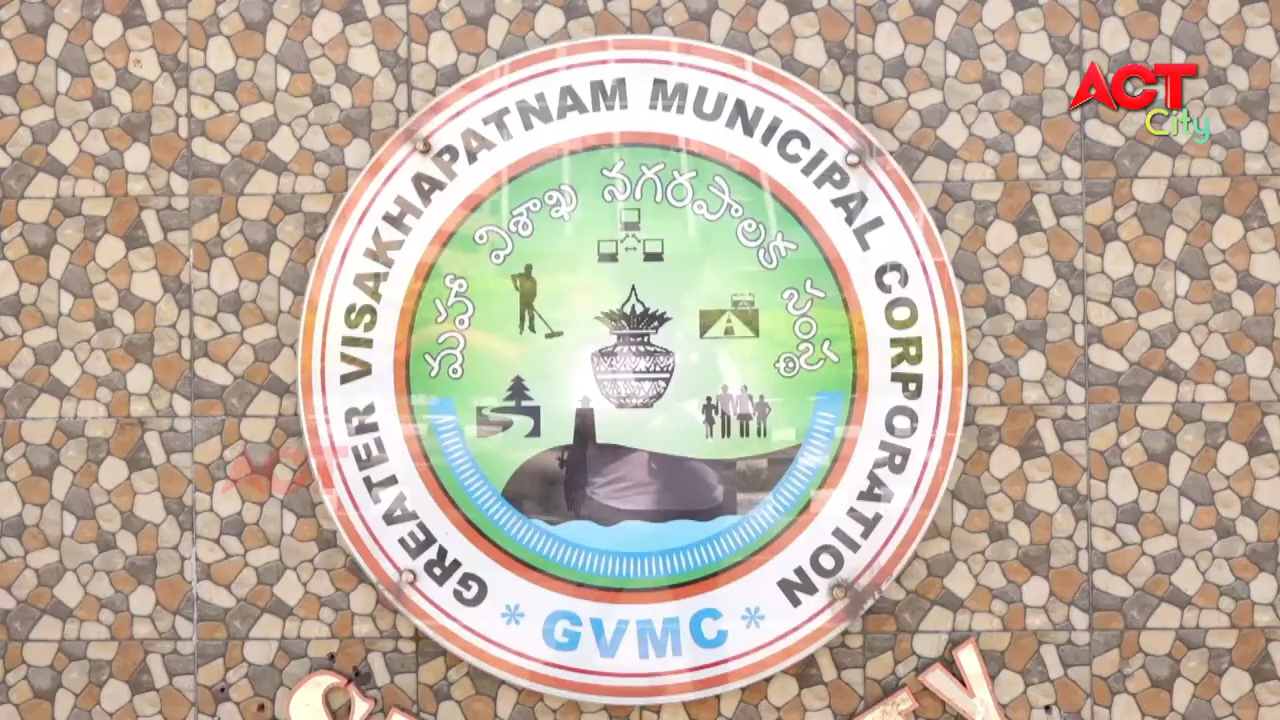 ACT
City
GREATER VISAKHAPATNAM MUNICIPAL CORPORATION
మహా విశాఖ నగరపాలక సంస్థ
* GVMC *